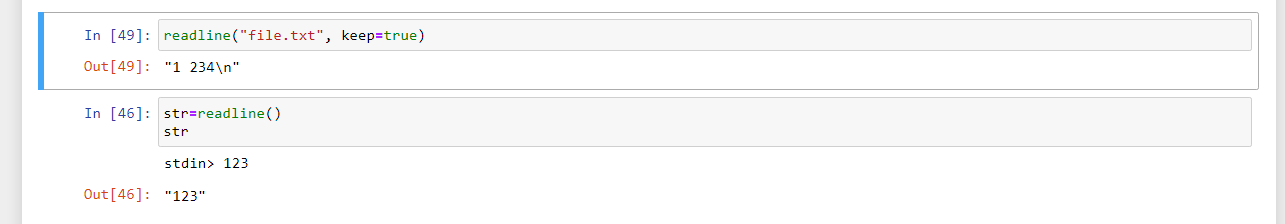 In [49]: readline("file.txt", keep=true)
Out[49]: "1 234\n"
In [46]: str=readline()
str
stdin> 123
Out[46]: "123"